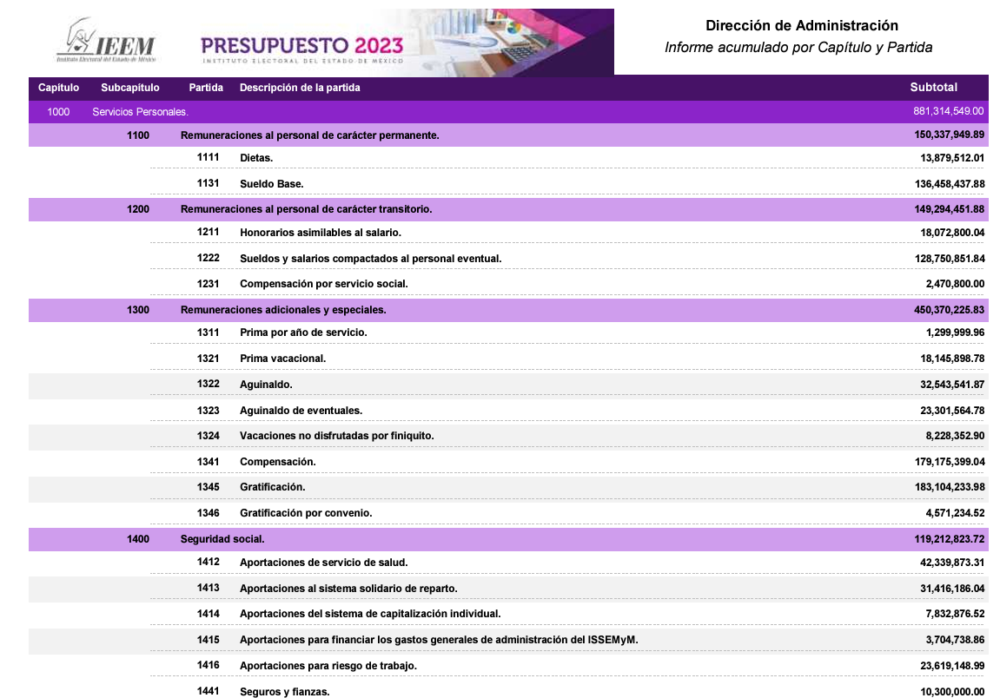 IEEM
Instituto Electoral del Estado de México
PRESUPUESTO 2023
INSTITUTO ELECTORAL DEL ESTADO DE MÉXICO
Dirección de Administración
Informe acumulado por Capítulo y Partida
Capítulo Subcapítulo Partida Descripción de la partida Subtotal
1000 Servicios Personales. 881,314,549.00
1100 Remuneraciones al personal de carácter permanente. 150,337,949.89
1111 Dietas. 13,879,512.01
1131 Sueldo Base. 136,458,437.88
1200 Remuneraciones al personal de carácter transitorio. 149,294,451.88
1211 Honorarios asimilables al salario. 18,072,800.04
1222 Sueldos y salarios compactados al personal eventual. 128,750,851.84
1231 Compensación por servicio social. 2,470,800.00
1300 Remuneraciones adicionales y especiales. 450,370,225.83
1311 Prima por año de servicio. 1,299,999.96
1321 Prima vacacional. 18,145,898.78
1322 Aguinaldo. 32,543,541.87
1323 Aguinaldo de eventuales. 23,301,564.78
1324 Vacaciones no disfrutadas por finiquito. 8,228,352.90
1341 Compensación. 179,175,399.04
1345 Gratificación. 183,104,233.98
1346 Gratificación por convenio. 4,571,234.52
1400 Seguridad social. 119,212,823.72
1412 Aportaciones de servicio de salud. 42,339,873.31
1413 Aportaciones al sistema solidario de reparto. 31,416,186.04
1414 Aportaciones del sistema de capitalización individual. 7,832,876.52
1415 Aportaciones para financiar los gastos generales de administración del ISSEMyM. 3,704,738.86
1416 Aportaciones para riesgo de trabajo. 23,619,148.99
1441 Seguros y fianzas. 10,300,000.00